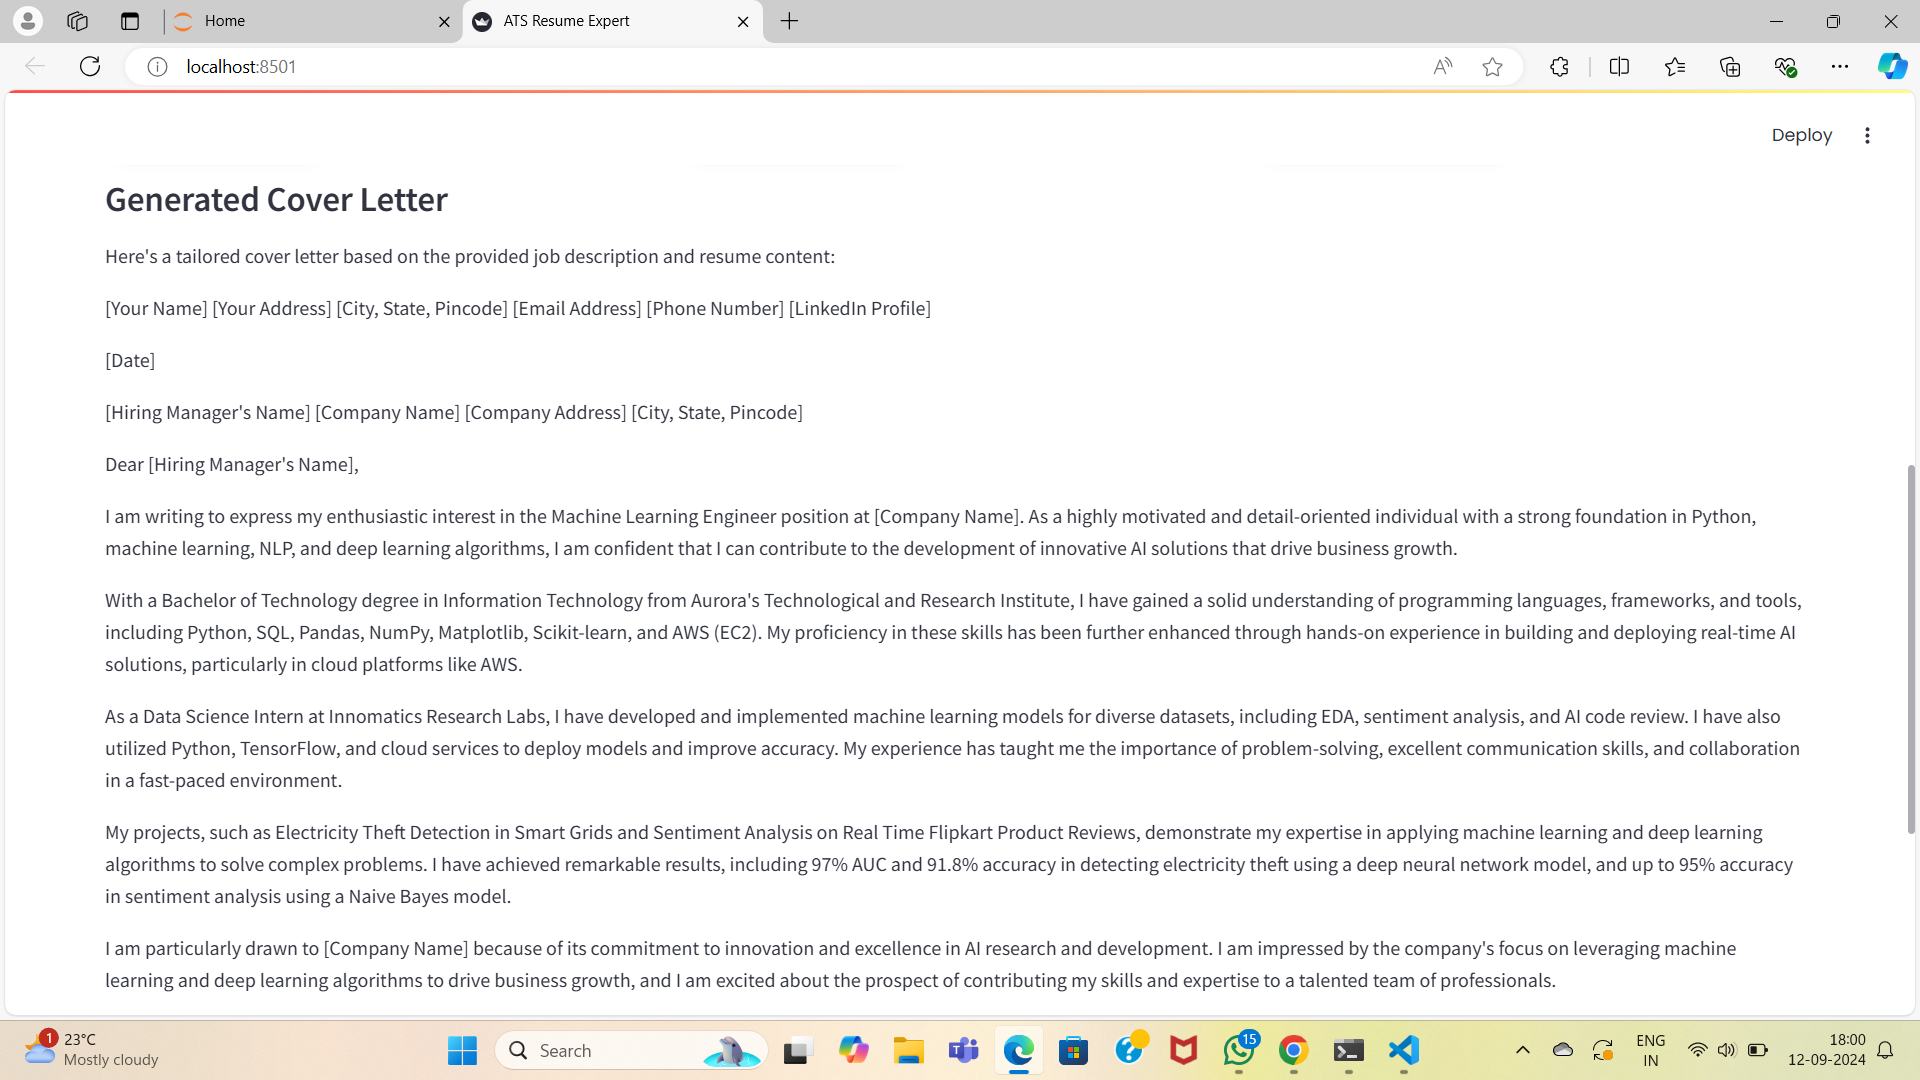 Home
ATS Resume Expert
localhost:8501
Deploy
Generated Cover Letter
Here's a tailored cover letter based on the provided job description and resume content:
[Your Name] [Your Address] [City, State, Pincode] [Email Address] [Phone Number] [LinkedIn Profile]
[Date]
[Hiring Manager's Name] [Company Name] [Company Address] [City, State, Pincode]
Dear [Hiring Manager's Name],
I am writing to express my enthusiastic interest in the Machine Learning Engineer position at [Company Name]. As a highly motivated and detail-oriented individual with a strong foundation in Python,
machine learning, NLP, and deep learning algorithms, I am confident that I can contribute to the development of innovative AI solutions that drive business growth.
With a Bachelor of Technology degree in Information Technology from Aurora's Technological and Research Institute, I have gained a solid understanding of programming languages, frameworks, and tools,
including Python, SQL, Pandas, NumPy, Matplotlib, Scikit-learn, and AWS (EC2). My proficiency in these skills has been further enhanced through hands-on experience in building and deploying real-time AI
solutions, particularly in cloud platforms like AWS.
As a Data Science Intern at Innomatics Research Labs, I have developed and implemented machine learning models for diverse datasets, including EDA, sentiment analysis, and AI code review. I have also
utilized Python, TensorFlow, and cloud services to deploy models and improve accuracy. My experience has taught me the importance of problem-solving, excellent communication skills, and collaboration
in a fast-paced environment.
My projects, such as Electricity Theft Detection in Smart Grids and Sentiment Analysis on Real Time Flipkart Product Reviews, demonstrate my expertise in applying machine learning and deep learning
algorithms to solve complex problems. I have achieved remarkable results, including 97% AUC and 91.8% accuracy in detecting electricity theft using a deep neural network model, and up to 95% accuracy
in sentiment analysis using a Naive Bayes model.
I am particularly drawn to [Company Name] because of its commitment to innovation and excellence in AI research and development. I am impressed by the company's focus on leveraging machine
learning and deep learning algorithms to drive business growth, and I am excited about the prospect of contributing my skills and expertise to a talented team of professionals.
1
23°C
Mostly cloudy
Search
15
ENG
IN
18:00
12-09-2024